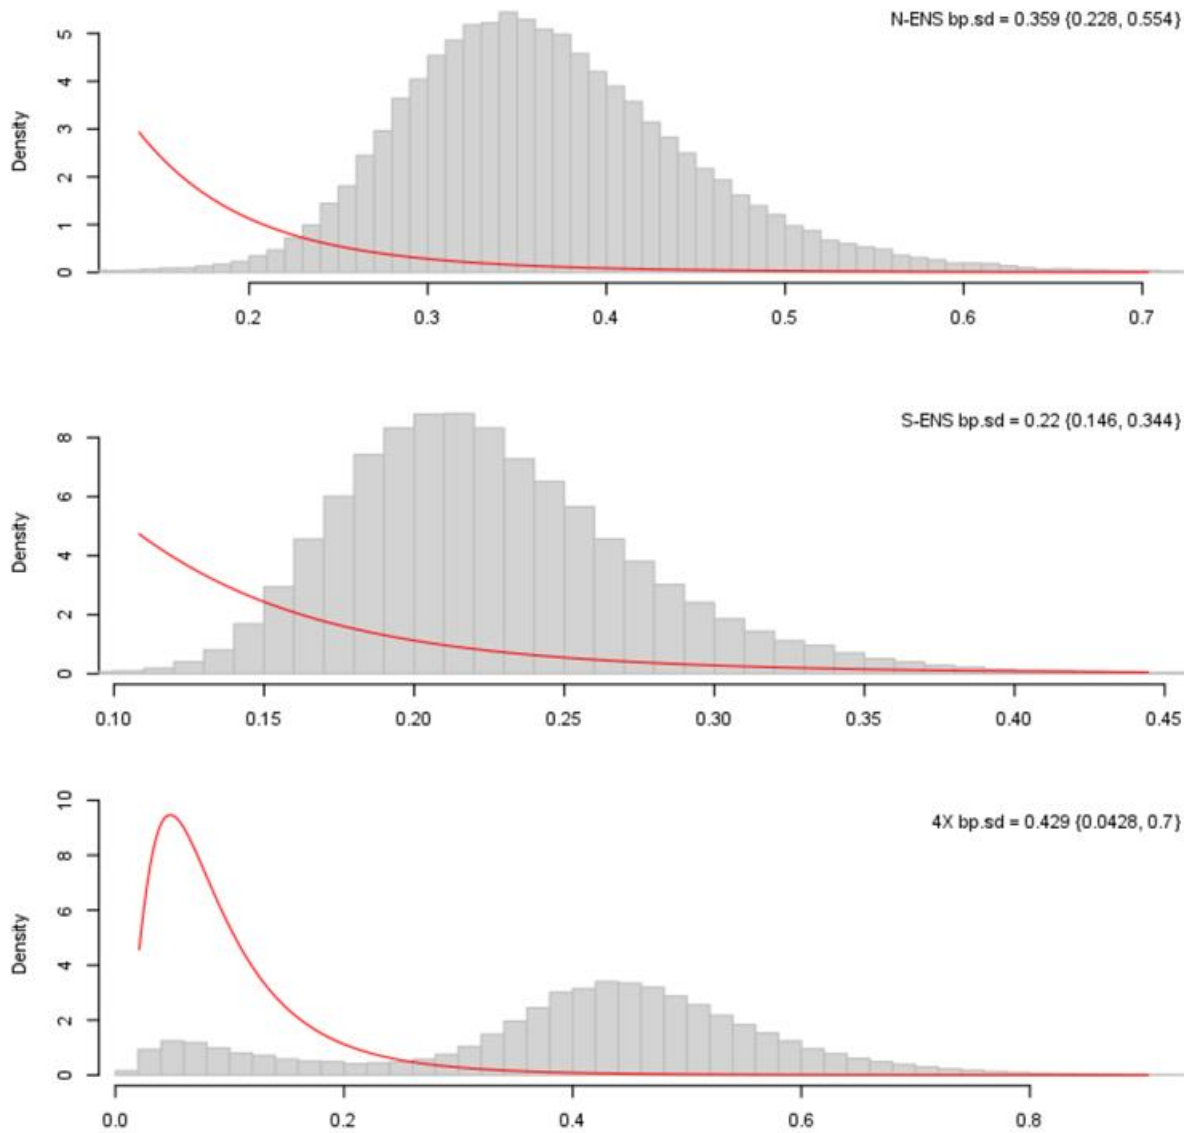 N-ENS bp.sd = 0.359 {0.228, 0.554}
Density
0 1 2 3 4 5
0.2 0.3 0.4 0.5 0.6 0.7
S-ENS bp.sd = 0.22 {0.146, 0.344}
Density
0 2 4 6 8
0.10 0.15 0.20 0.25 0.30 0.35 0.40 0.45
4X bp.sd = 0.429 {0.0428, 0.7}
Density
0 2 4 6 8 10
0.0 0.2 0.4 0.6 0.8